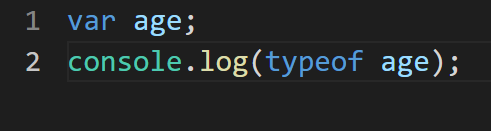 1 var age;
2 console.log(typeof age);